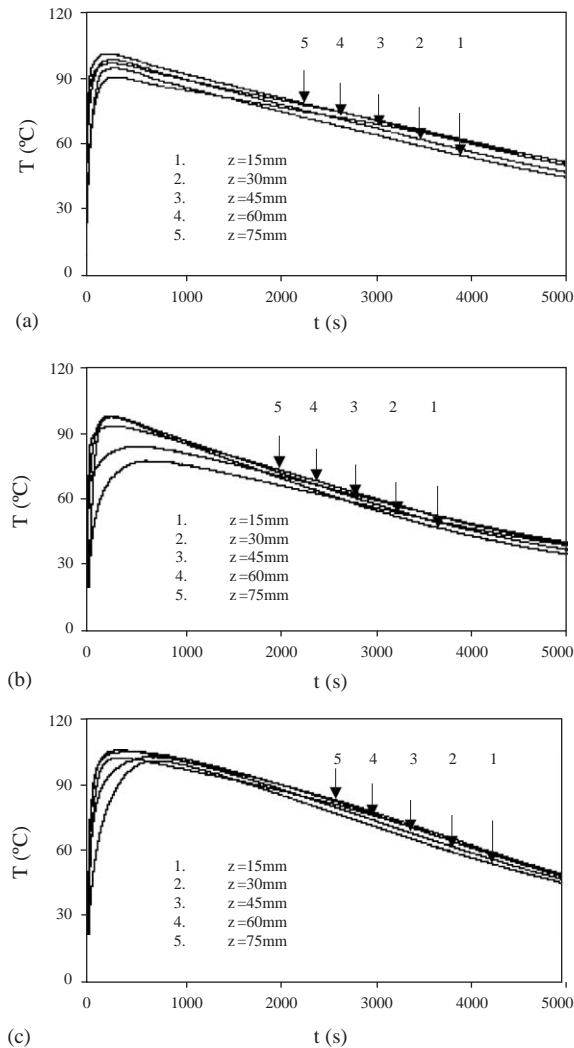 120
90
60
30
0
T (ºC)
5 4 3 2 1
1. z=15mm
2. z=30mm
3. z=45mm
4. z=60mm
5. z=75mm
0 1000 2000 3000 4000 5000
(a) t (s)
120
90
60
30
0
T (ºC)
5 4 3 2 1
1. z=15mm
2. z=30mm
3. z=45mm
4. z=60mm
5. z=75mm
0 1000 2000 3000 4000 5000
(b) t (s)
120
90
60
30
0
T (ºC)
5 4 3 2 1
1. z=15mm
2. z=30mm
3. z=45mm
4 z=60mm
5. z=75mm
0 1000 2000 3000 4000 5000
(c) t (s)